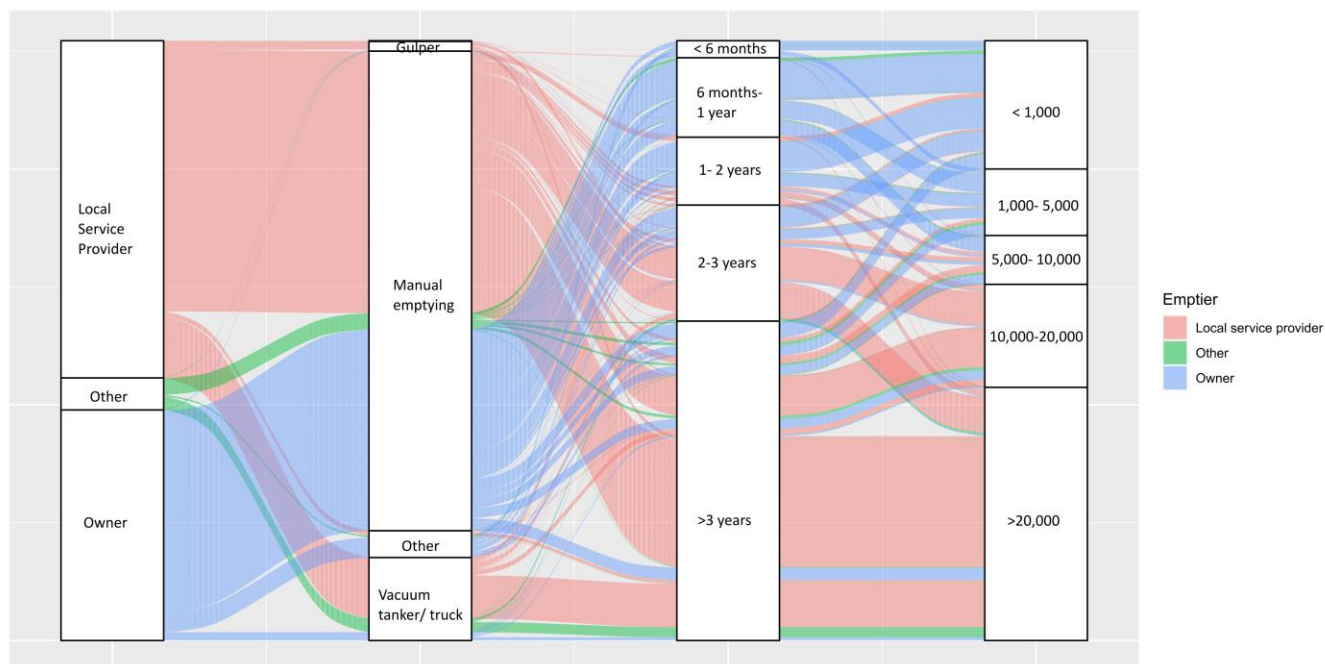 Local
Service
Provider
Other
Owner
Gulper
Manual
emptying
Other
Vacuum
tanker/ truck
< 6 months
6 months-
1 year
1- 2 years
2-3 years
>3 years
< 1,000
1,000- 5,000
5,000- 10,000
10,000-20,000
>20,000
Emptier
Local service provider
Other
Owner